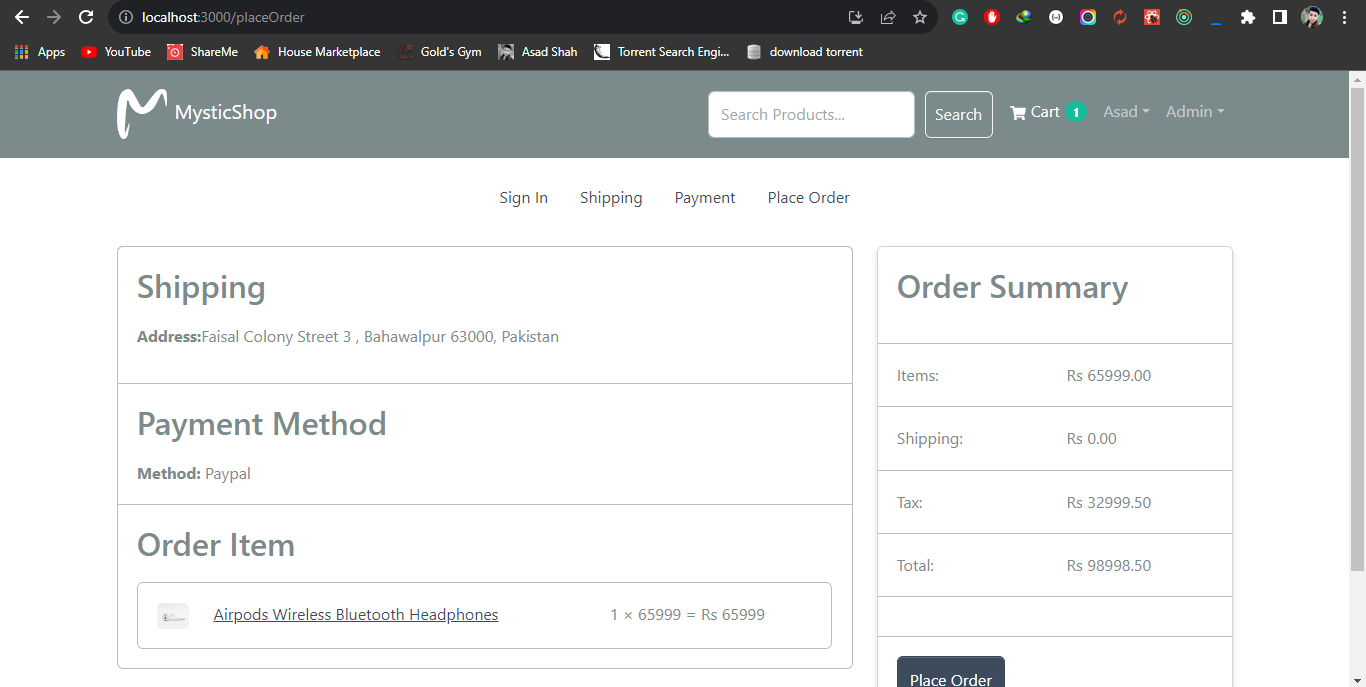 localhost:3000/placeOrder
Apps YouTube ShareMe House Marketplace Gold's Gym Asad Shah Torrent Search Engi... download torrent
MysticShop Search Products... Search Cart 1 Asad Admin
Sign In Shipping Payment Place Order
Shipping
Address:Faisal Colony Street 3 , Bahawalpur 63000, Pakistan
Payment Method
Method: Paypal
Order Item
Airpods Wireless Bluetooth Headphones 1 × 65999 = Rs 65999
Order Summary
Items: Rs 65999.00
Shipping: Rs 0.00
Tax: Rs 32999.50
Total: Rs 98998.50
Place Order